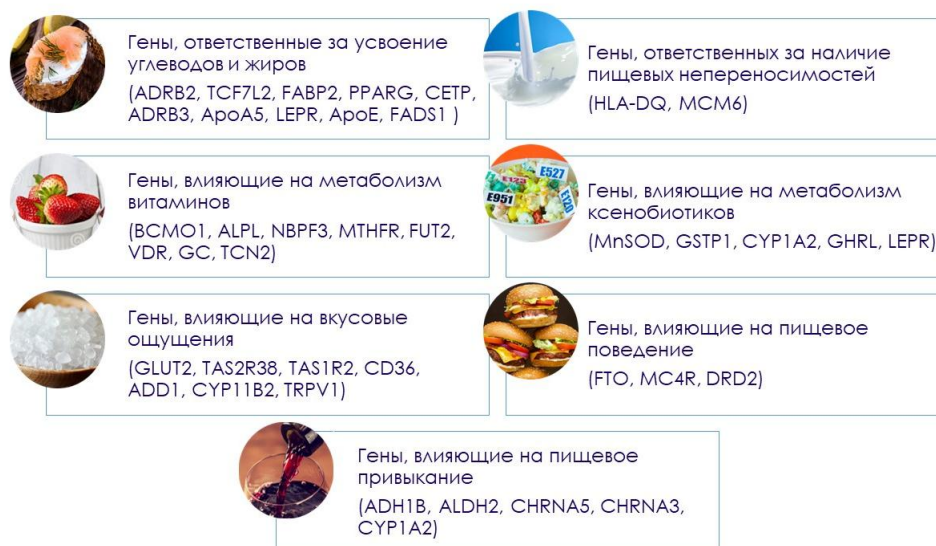 Гены, ответственные за усвоение
углеводов и жиров
(ADRB2, TCF7L2, FABP2, PPARG, CETP,
ADRB3, ApoA5, LEPR, ApoE, FADS1 )
Гены, ответственных за наличие
пищевых непереносимостей
(HLA-DQ, MCM6)
Гены, влияющие на метаболизм
витаминов
(BCMO1, ALPL, NBPF3, MTHFR, FUT2,
VDR, GC, TCN2)
E527
E123
E951
E120
Гены, влияющие на метаболизм
ксенобиотиков
(MnSOD, GSTP1, CYP1A2, GHRL, LEPR)
Гены, влияющие на вкусовые
ощущения
(GLUT2, TAS2R38, TAS1R2, CD36,
ADD1, CYP11B2, TRPV1)
Гены, влияющие на пищевое
поведение
(FTO, MC4R, DRD2)
Гены, влияющие на пищевое
привыкание
(ADH1B, ALDH2, CHRNA5, CHRNA3,
CYP1A2)